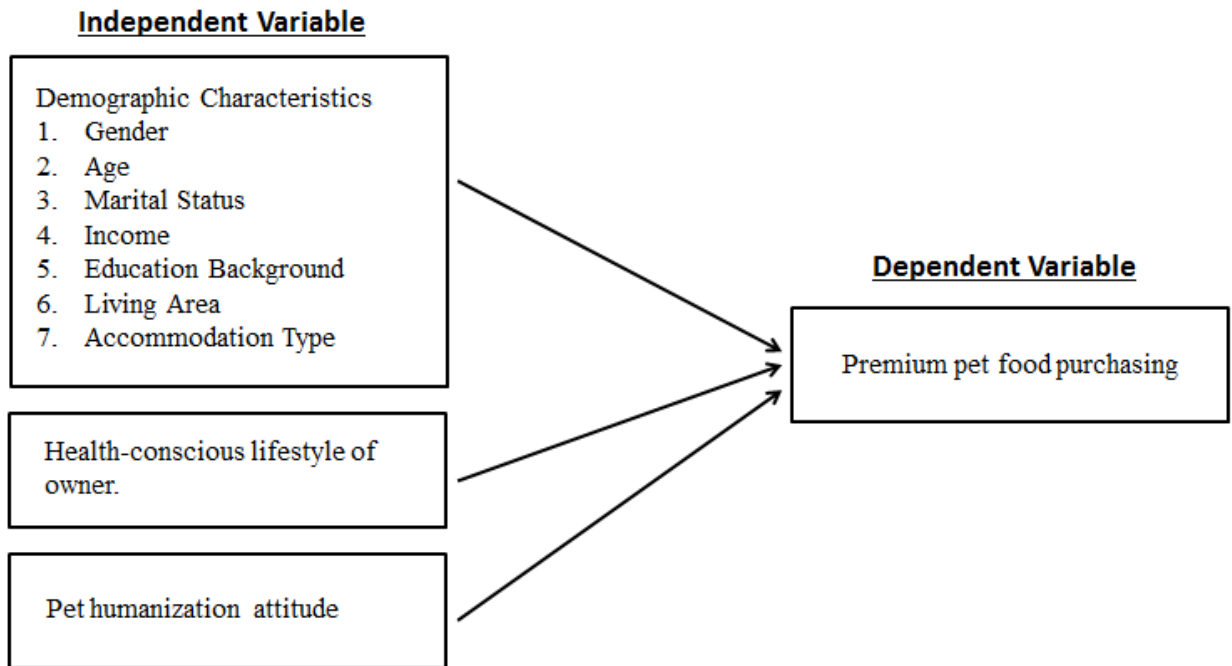 Independent Variable
Demographic Characteristics
1. Gender
2. Age
3. Marital Status
4. Income
5. Education Background
6. Living Area
7. Accommodation Type
Health-conscious lifestyle of
owner.
Pet humanization attitude
Dependent Variable
Premium pet food purchasing